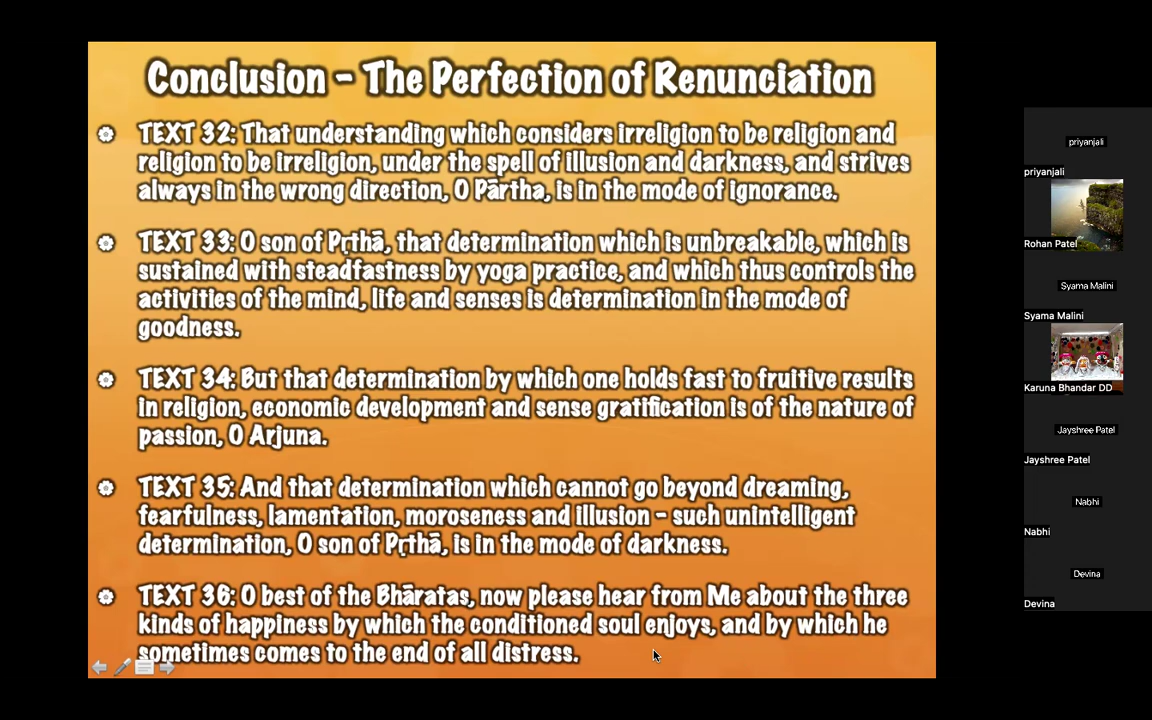 Conclusion – The Perfection of Renunciation
TEXT 32: That understanding which considers irreligion to be religion and
religion to be irreligion, under the spell of illusion and darkness, and strives
always in the wrong direction, O Pārtha, is in the mode of ignorance.
TEXT 33: O son of Pṛthā, that determination which is unbreakable, which is
sustained with steadfastness by yoga practice, and which thus controls the
activities of the mind, life and senses is determination in the mode of
goodness.
TEXT 34: But that determination by which one holds fast to fruitive results
in religion, economic development and sense gratification is of the nature of
passion, O Arjuna.
TEXT 35: And that determination which cannot go beyond dreaming,
fearfulness, lamentation, moroseness and illusion – such unintelligent
determination, O son of Pṛthā, is in the mode of darkness.
TEXT 36: O best of the Bhāratas, now please hear from Me about the three
kinds of happiness by which the conditioned soul enjoys, and by which he
sometimes comes to the end of all distress.
priyanjali
priyanjali
Rohan Patel
Syama Malini
Syama Malini
Karuna Bhandar DD
Jayshree Patel
Jayshree Patel
Nabhi
Nabhi
Devina
Devina